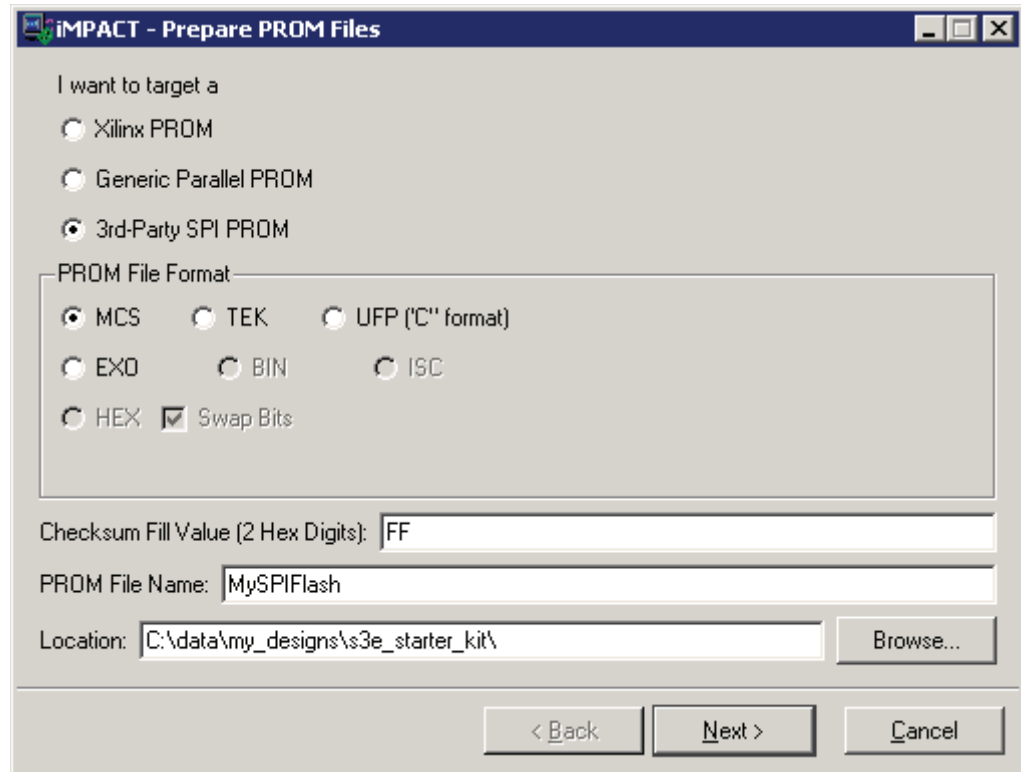 iMPACT - Prepare PROM Files
I want to target a
Xilinx PROM
Generic Parallel PROM
3rd-Party SPI PROM
PROM File Format
MCS TEK UFP ('C'' format)
EXO BIN ISC
HEX Swap Bits
Checksum Fill Value (2 Hex Digits): FF
PROM File Name: MySPIFlash
Location: C:\data\my_designs\s3e_starter_kit\ Browse...
< Back Next > Cancel